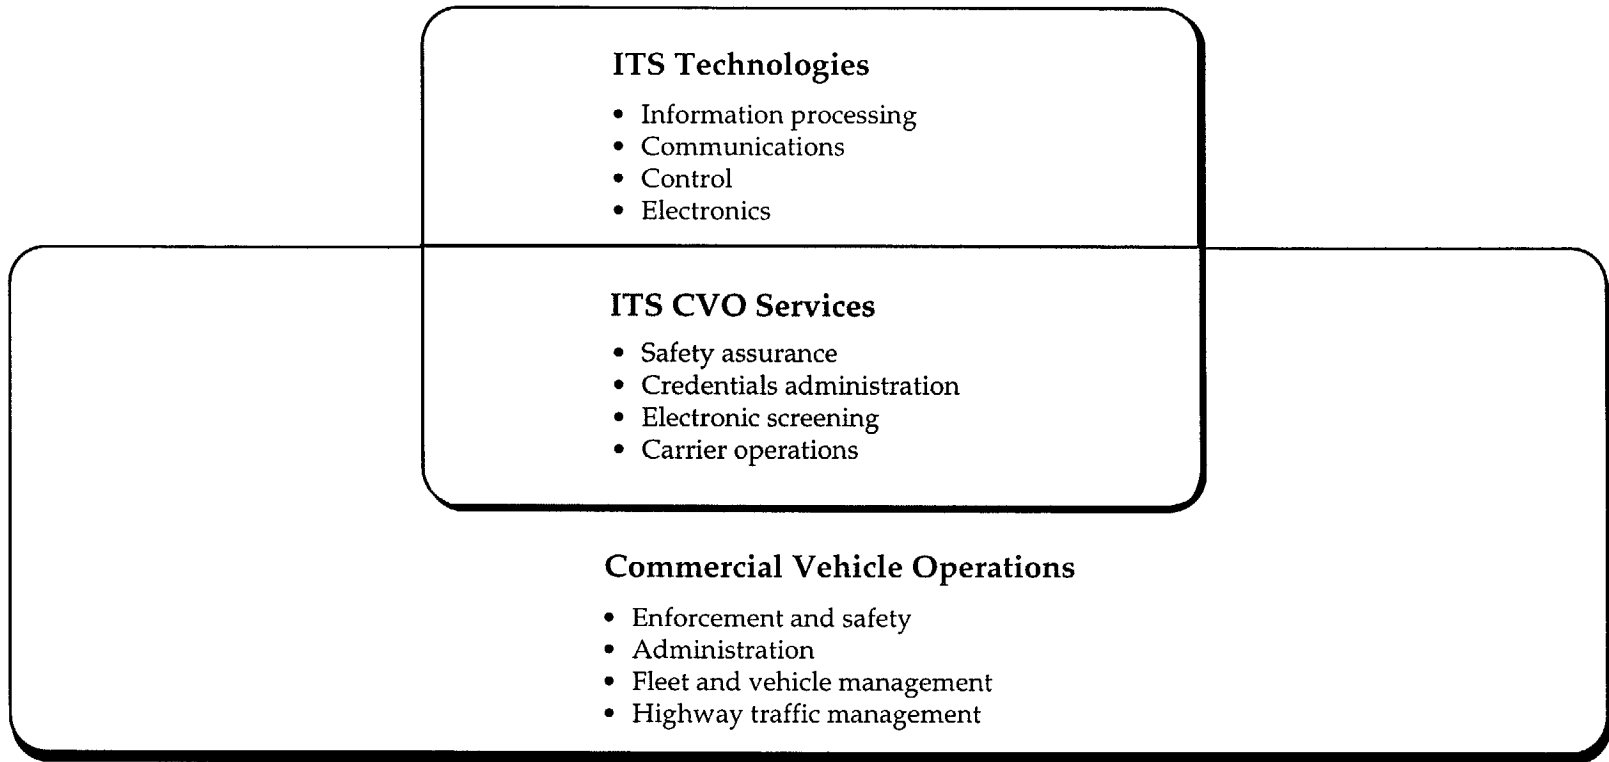 ITS Technologies
• Information processing
• Communications
• Control
• Electronics
ITS CVO Services
• Safety assurance
• Credentials administration
• Electronic screening
• Carrier operations
Commercial Vehicle Operations
• Enforcement and safety
• Administration
• Fleet and vehicle management
• Highway traffic management